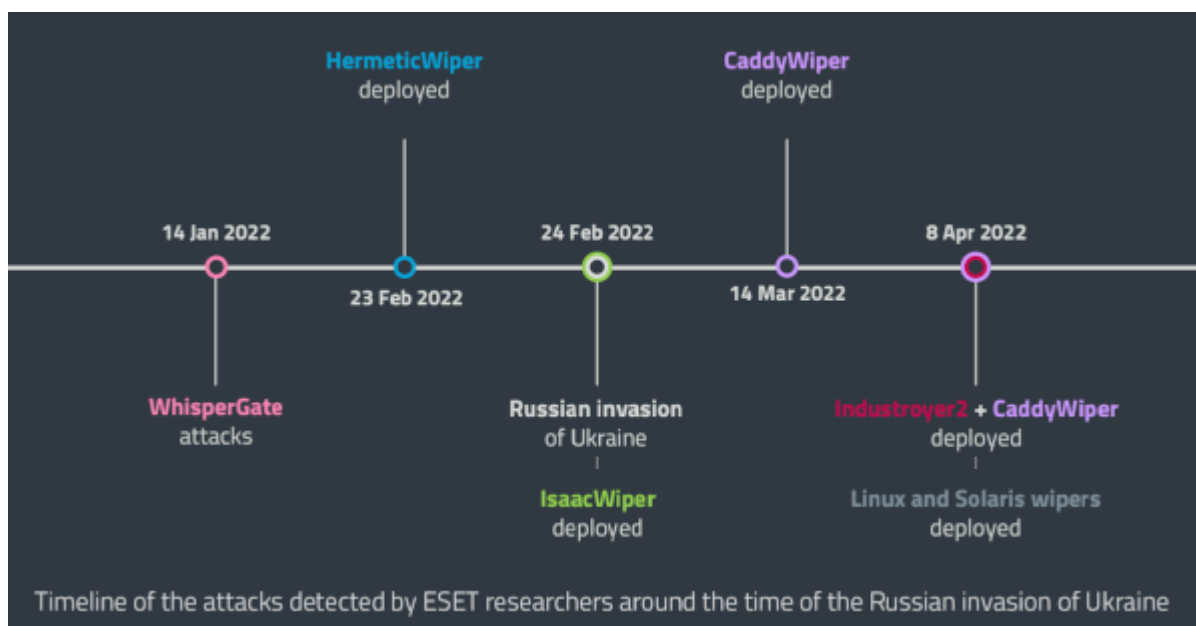 HermeticWiper
deployed
CaddyWiper
deployed
14 Jan 2022
24 Feb 2022
8 Apr 2022
23 Feb 2022
14 Mar 2022
WhisperGate
attacks
Russian invasion
of Ukraine
IsaacWiper
deployed
Industroyer2 + CaddyWiper
deployed
Linux and Solaris wipers
deployed
Timeline of the attacks detected by ESET researchers around the time of the Russian invasion of Ukraine